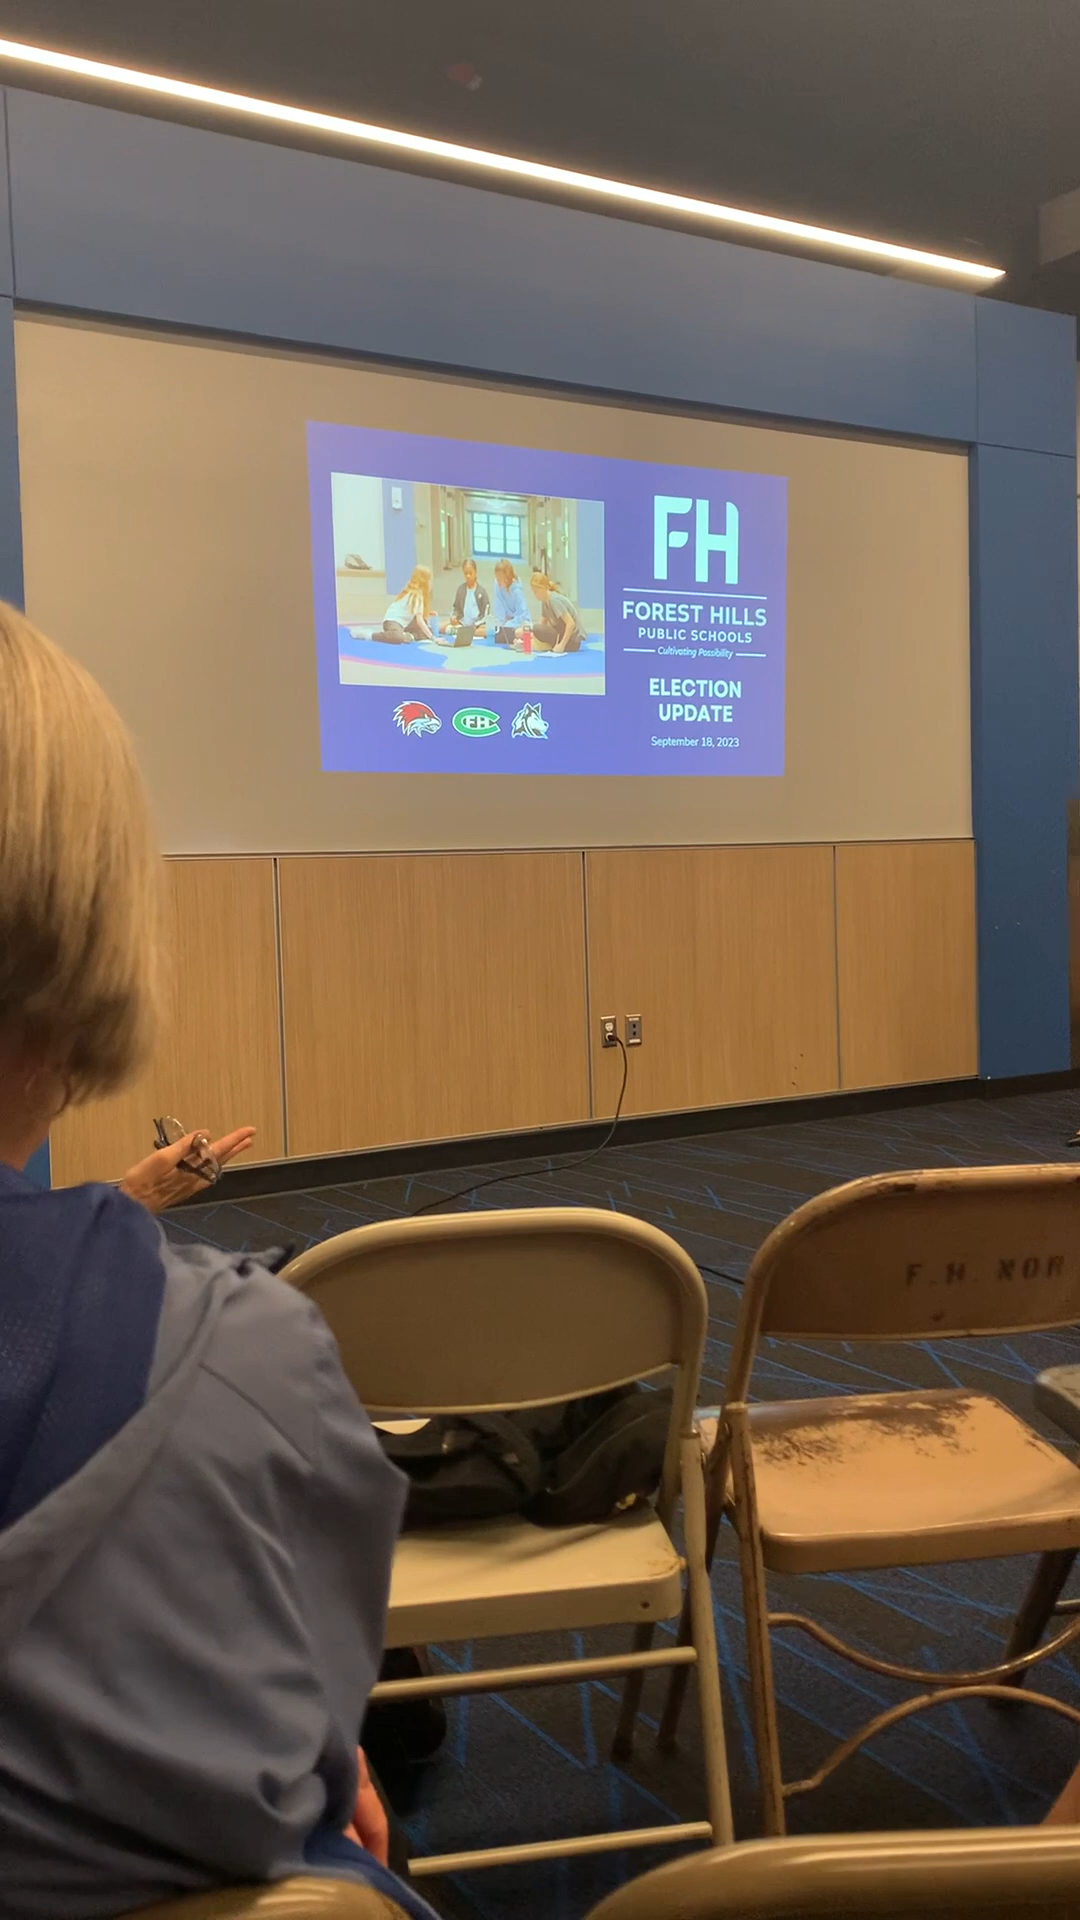 FH
FOREST HILLS
PUBLIC SCHOOLS
Cultivating Possibility
ELECTION
UPDATE
September 18, 2023
FH
F.H. NOR